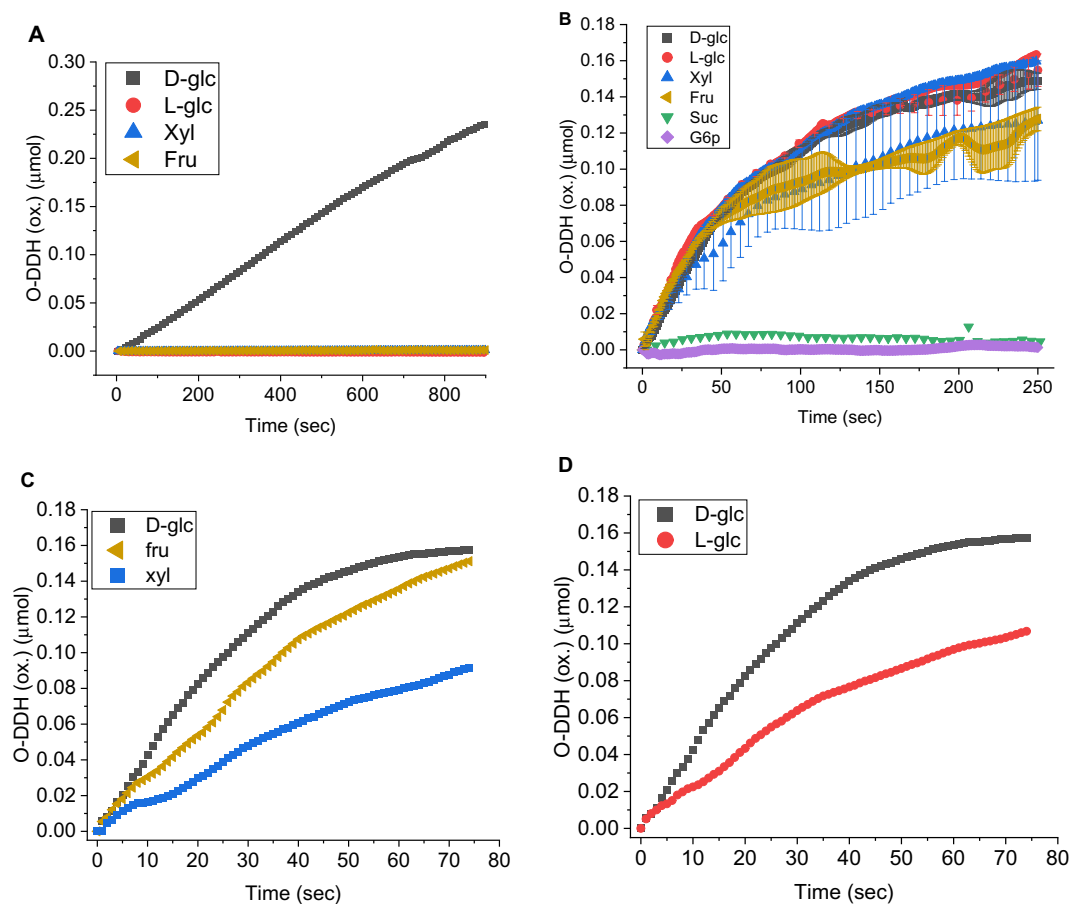 A
0.30
0.25
0.20
0.15
0.10
0.05
0.00
O-DDH (ox.) (μmol)
D-glc
L-glc
Xyl
Fru
0
200
400
600
800
Time (sec)
B
0.16
0.14
0.12
0.10
0.08
0.06
0.04
0.02
0.00
O-DDH (ox.) (μmol)
D-glc
L-glc
Xyl
Fru
Suc
G6p
0
50
100
150
200
250
Time (sec)
C
0.18
0.16
0.14
0.12
0.10
0.08
0.06
0.04
0.02
0.00
O-DDH (ox.) (μmol)
D-glc
fru
xyl
0
10
20
30
40
50
60
70
80
Time (sec)
D
0.18
0.16
0.14
0.12
0.10
0.08
0.06
0.04
0.02
0.00
O-DDH (ox.) (μmol)
D-glc
L-glc
0
10
20
30
40
50
60
70
80
Time (sec)